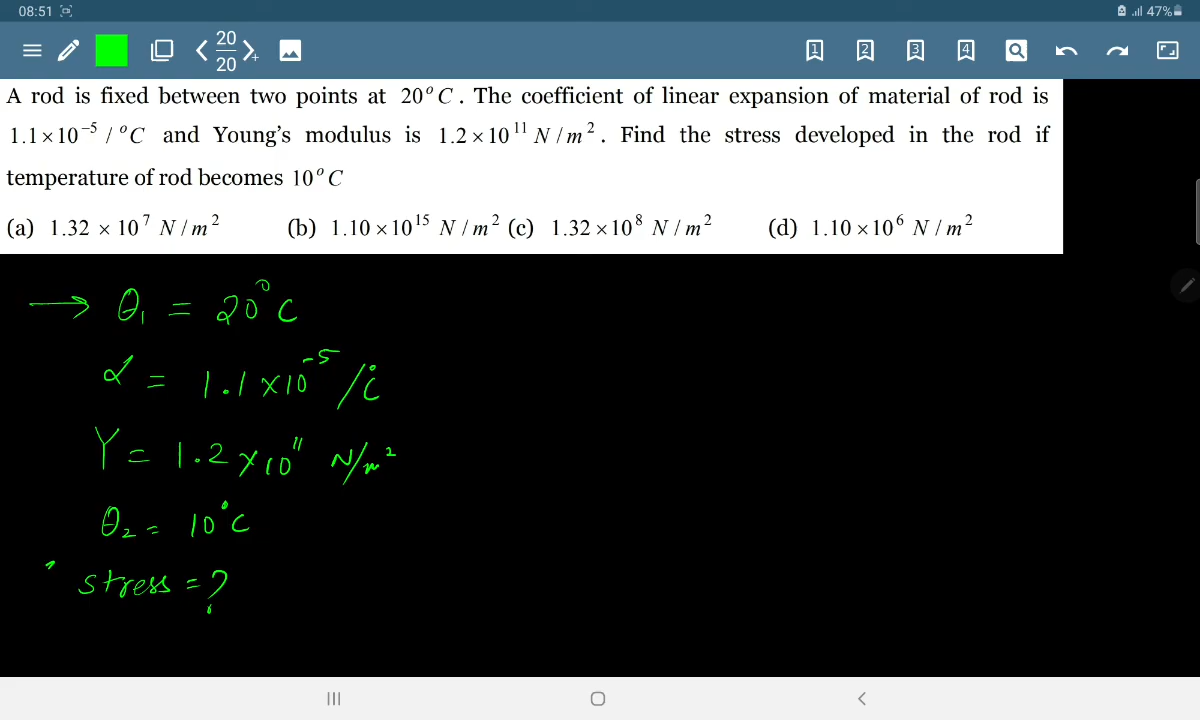 08:51 47%
20
20
1 2 3 4
A rod is fixed between two points at 20°C. The coefficient of linear expansion of material of rod is
1.1×10⁻⁵ / °C and Young's modulus is 1.2×10¹¹ N/m². Find the stress developed in the rod if
temperature of rod becomes 10°C
(a) 1.32 × 10⁷ N/m² (b) 1.10×10¹⁵ N/m² (c) 1.32×10⁸ N/m² (d) 1.10×10⁶ N/m²
→ θ₁ = 20°C
α = 1.1×10⁻⁵ /°C
Y = 1.2×10¹¹ N/m²
θ₂ = 10°C
stress = ?